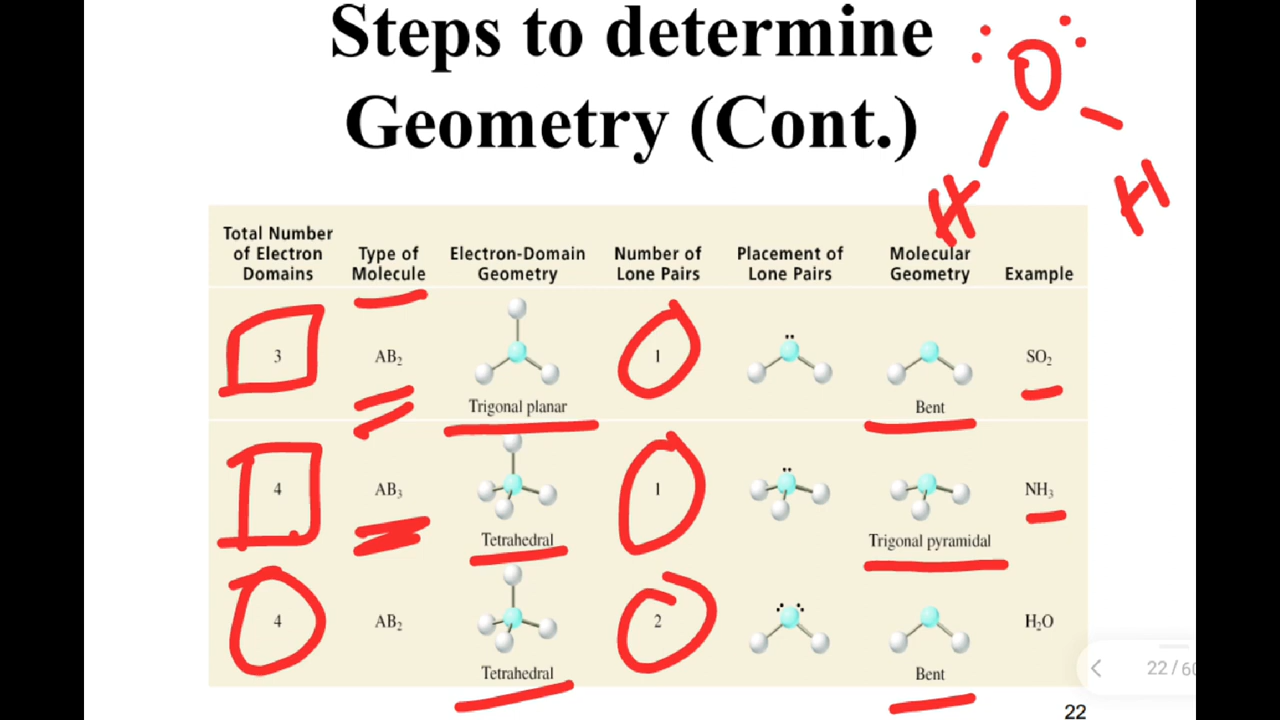 Steps to determine
Geometry (Cont.)
O
H
H
Total Number
of Electron
Domains
Type of
Molecule
Electron-Domain
Geometry
Number of
Lone Pairs
Placement of
Lone Pairs
Molecular
Geometry
Example
3
AB₂
Trigonal planar
1
Bent
SO₂
4
AB₃
Tetrahedral
1
Trigonal pyramidal
NH₃
4
AB₂
Tetrahedral
2
Bent
H₂O
22 / 60
22